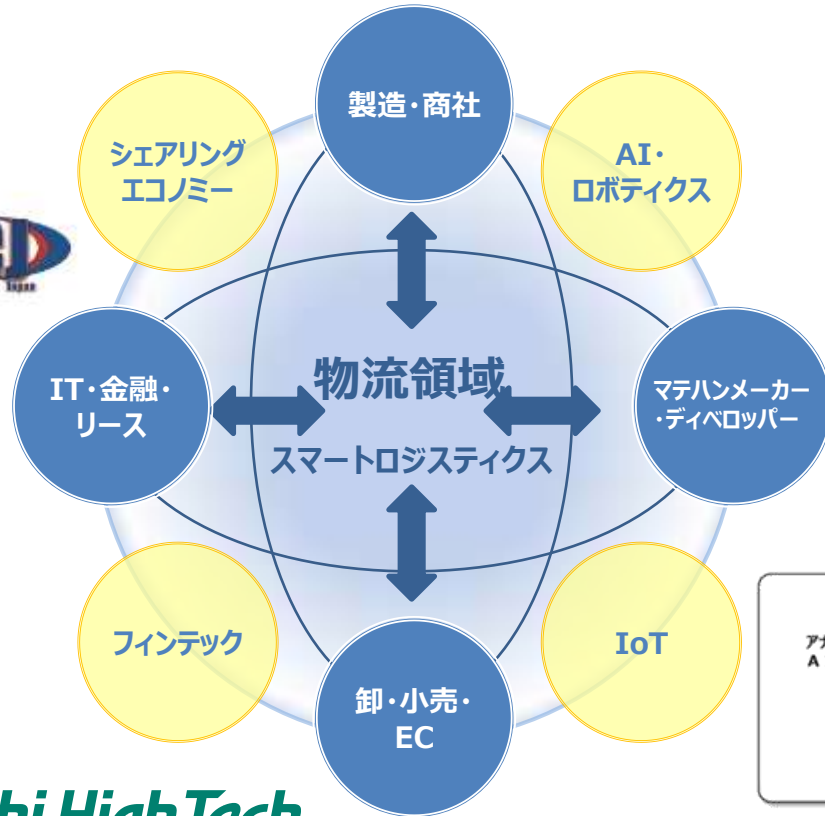 製造・商社
シェアリング
エコノミー
AI・
ロボティクス
IT・金融・
リース
物流領域
スマートロジスティクス
マテハンメーカー
・ディベロッパー
フィンテック
IoT
卸・小売・
EC
A
High Tech